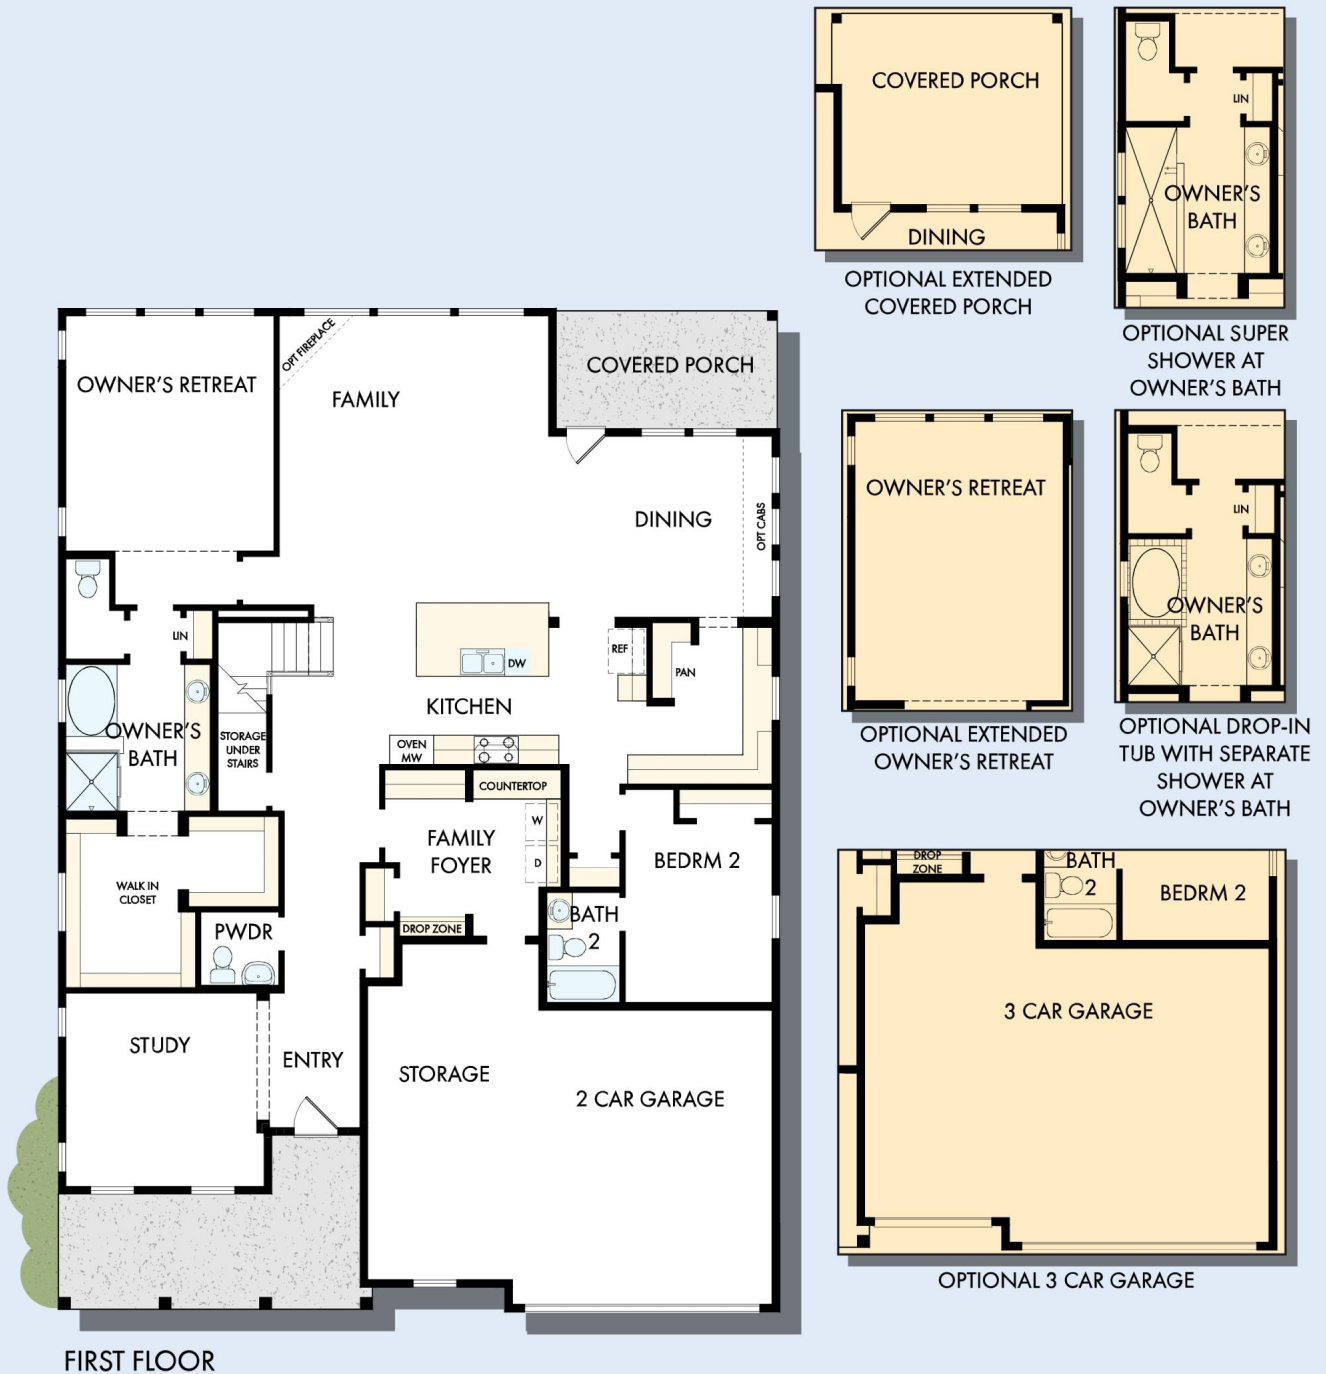 COVERED PORCH
DINING
OPTIONAL EXTENDED
COVERED PORCH
LIN
OWNER'S
BATH
OPTIONAL SUPER
SHOWER AT
OWNER'S BATH
OWNER'S RETREAT
OPT FIREPLACE
FAMILY
COVERED PORCH
DINING
OPT CABS
OWNER'S RETREAT
OPTIONAL EXTENDED
OWNER'S RETREAT
LIN
OWNER'S
BATH
OPTIONAL DROP-IN
TUB WITH SEPARATE
SHOWER AT
OWNER'S BATH
LIN
REF
DW
PAN
KITCHEN
OWNER'S
BATH
STORAGE
UNDER
STAIRS
OVEN
MW
COUNTERTOP
W
D
FAMILY
FOYER
BEDRM 2
WALK IN
CLOSET
PWDR
DROP ZONE
BATH
2
STUDY
ENTRY
STORAGE
2 CAR GARAGE
DROP
ZONE
BATH
2
BEDRM 2
3 CAR GARAGE
OPTIONAL 3 CAR GARAGE
FIRST FLOOR